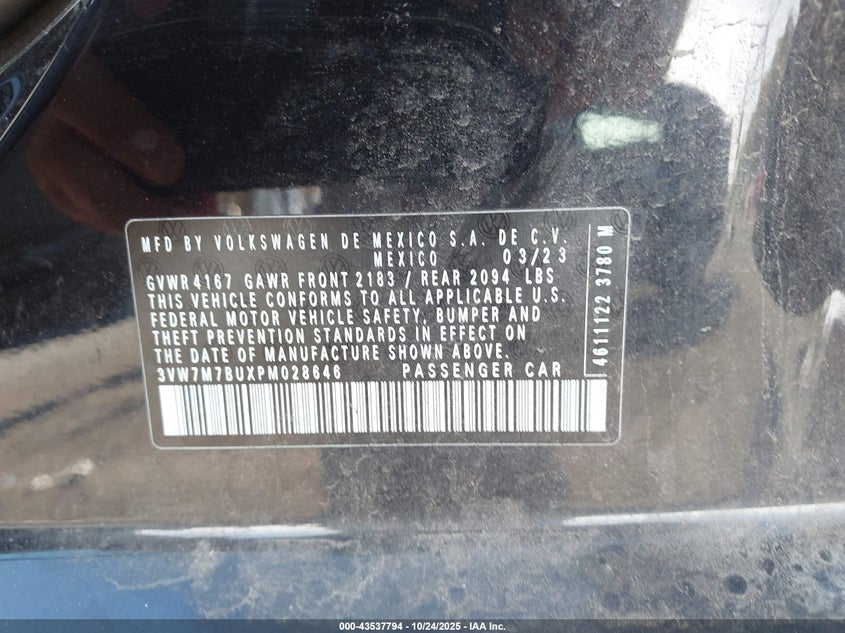 MFD BY VOLKSWAGEN DE MEXICO S.A. DE C.V.
MEXICO 03/23
GVWR 4167 GAWR FRONT 2183 / REAR 2094 LBS
THIS VEHICLE CONFORMS TO ALL APPLICABLE U.S.
FEDERAL MOTOR VEHICLE SAFETY, BUMPER AND
THEFT PREVENTION STANDARDS IN EFFECT ON
THE DATE OF MANUFACTURE SHOWN ABOVE.
3VW7M7BUXPM028646 PASSENGER CAR
4611122 3780 M
000-43537794 - 10/24/2025 - IAA Inc.